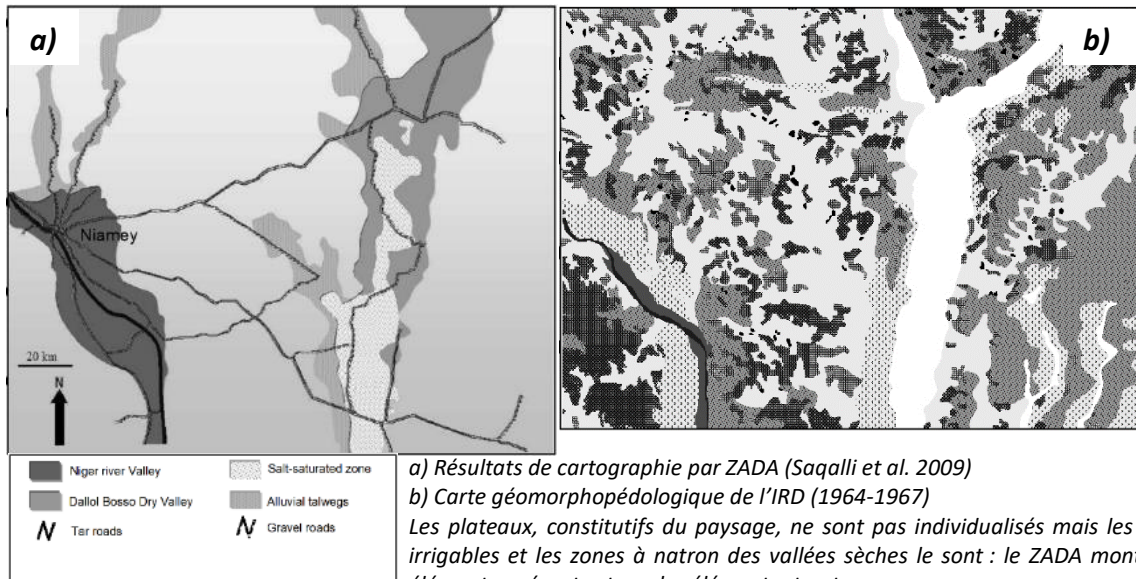 a)
b)
Niamey
20 km
N
Niger river Valley
Salt-saturated zone
Dallol Bosso Dry Valley
Alluvial talwegs
Tar roads
Gravel roads
a) Résultats de cartographie par ZADA (Saqalli et al. 2009)
b) Carte géomorphopédologique de l'IRD (1964-1967)
Les plateaux, constitutifs du paysage, ne sont pas individualisés mais les
irrigables et les zones à natron des vallées sèches le sont : le ZADA mont